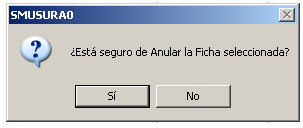 SMUSURA0
¿Está seguro de Anular la Ficha seleccionada?
Sí
No